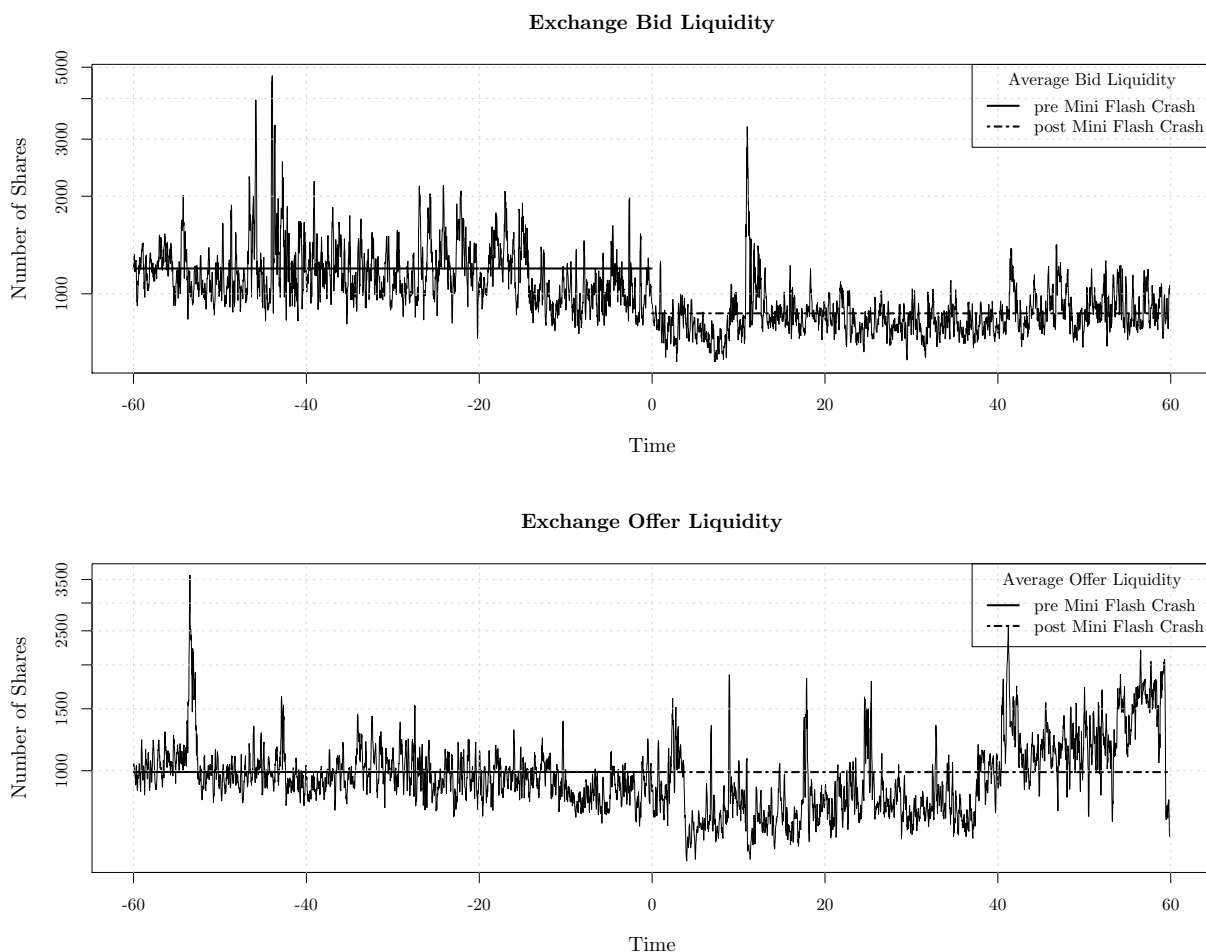 Exchange Bid Liquidity
Number of Shares
5000
3000
2000
1000
Average Bid Liquidity
pre Mini Flash Crash
post Mini Flash Crash
-60 -40 -20 0 20 40 60
Time
Exchange Offer Liquidity
Number of Shares
3500
2500
1500
1000
Average Offer Liquidity
pre Mini Flash Crash
post Mini Flash Crash
-60 -40 -20 0 20 40 60
Time